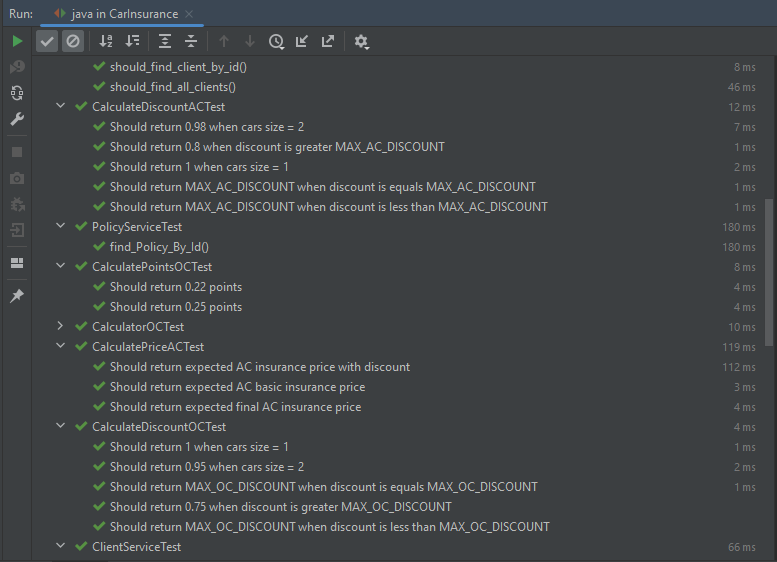 Run: java in CarInsurance
should_find_client_by_id() 8 ms
should_find_all_clients() 46 ms
CalculateDiscountACTest 12 ms
Should return 0.98 when cars size = 2 7 ms
Should return 0.8 when discount is greater MAX_AC_DISCOUNT 1 ms
Should return 1 when cars size = 1 2 ms
Should return MAX_AC_DISCOUNT when discount is equals MAX_AC_DISCOUNT 1 ms
Should return MAX_AC_DISCOUNT when discount is less than MAX_AC_DISCOUNT 1 ms
PolicyServiceTest 180 ms
find_Policy_By_Id() 180 ms
CalculatePointsOCTest 8 ms
Should return 0.22 points 4 ms
Should return 0.25 points 4 ms
CalculatorOCTest 10 ms
CalculatePriceACTest 119 ms
Should return expected AC insurance price with discount 112 ms
Should return expected AC basic insurance price 3 ms
Should return expected final AC insurance price 4 ms
CalculateDiscountOCTest 4 ms
Should return 1 when cars size = 1 1 ms
Should return 0.95 when cars size = 2 2 ms
Should return MAX_OC_DISCOUNT when discount is equals MAX_OC_DISCOUNT 1 ms
Should return 0.75 when discount is greater MAX_OC_DISCOUNT
Should return MAX_OC_DISCOUNT when discount is less than MAX_OC_DISCOUNT
ClientServiceTest 66 ms